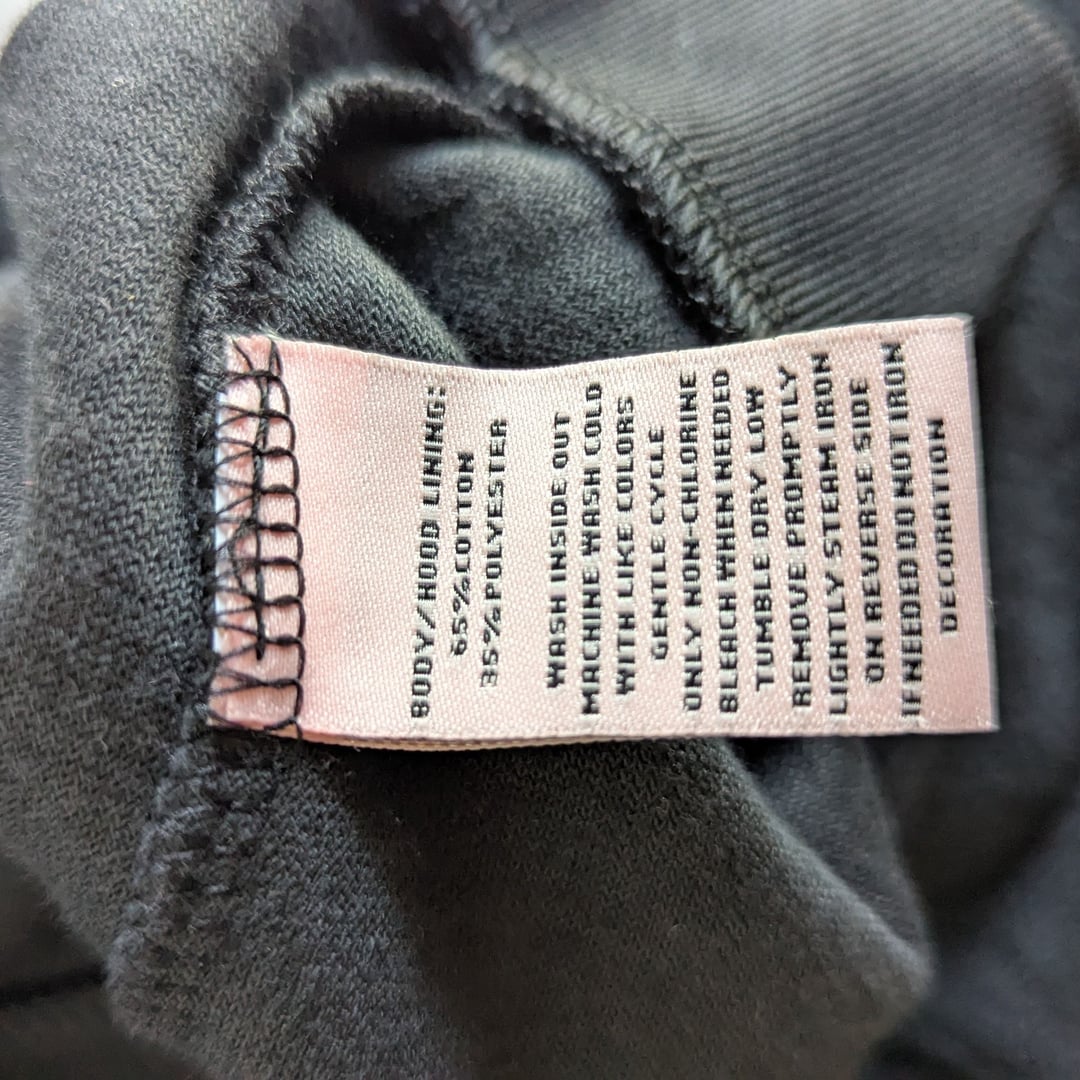 BODY/HOOD LINING:
65%COTTON
35%POLYESTER
WASH INSIDE OUT
MACHINE WASH COLD
WITH LIKE COLORS
GENTLE CYCLE
ONLY NON-CHLORINE
BLEACH WHEN NEEDED
TUMBLE DRY LOW
REMOVE PROMPTLY
LIGHTLY STEAM IRON
ON REVERSE SIDE
IF NEEDED DO NOT IRON
DECORATION